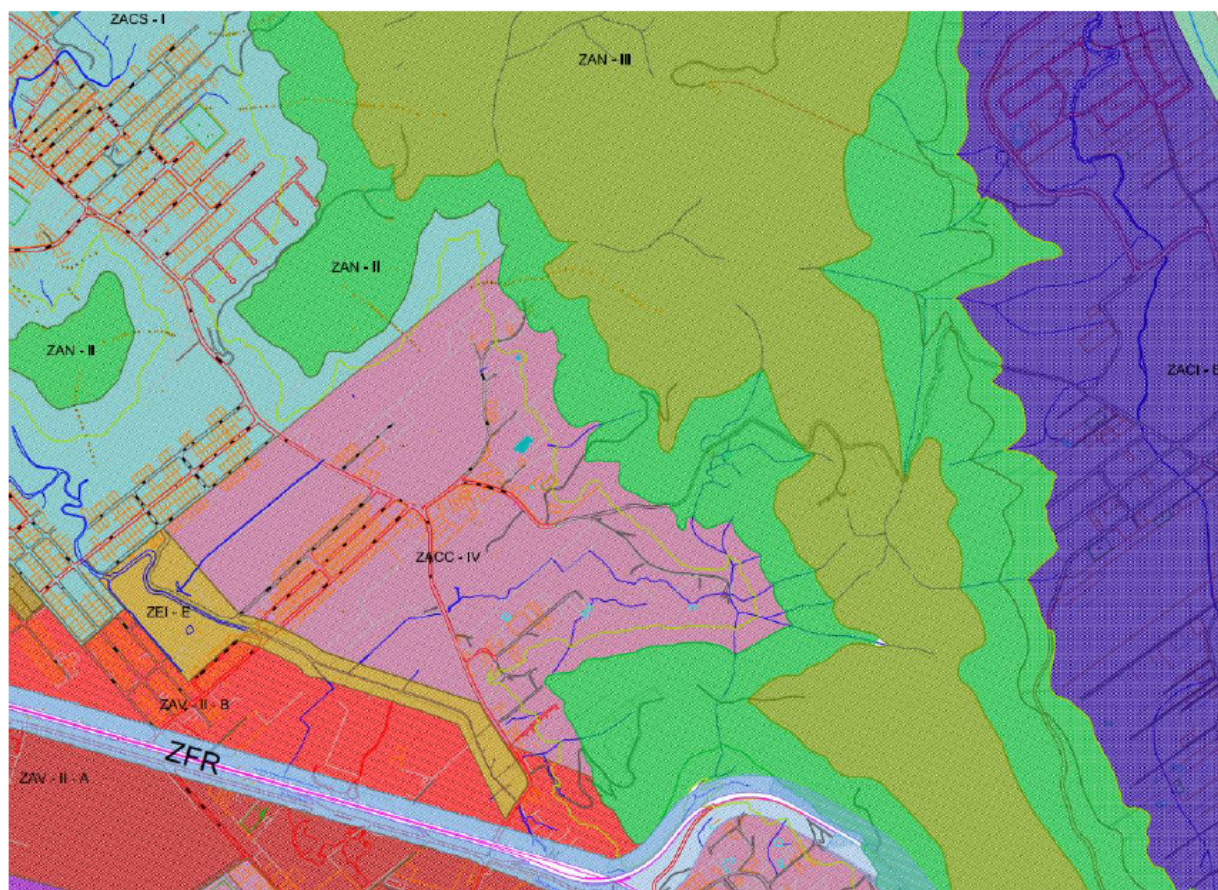 ZACS - I
ZAN - III
ZAN - II
ZAN - II
ZACC - IV
ZEI - E
ZAV - II - B
ZFR
ZAV - II - A